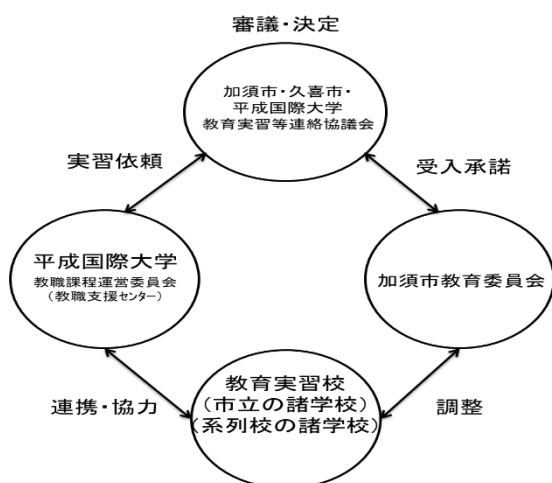 審議・決定
加須市・久喜市・
平成国際大学
教育実習等連絡協議会
実習依頼
受入承諾
平成国際大学
教職課程運営委員会
(教職支援センター)
加須市教育委員会
教育実習校
(市立の諸学校)
(系列校の諸学校)
連携・協力
調整